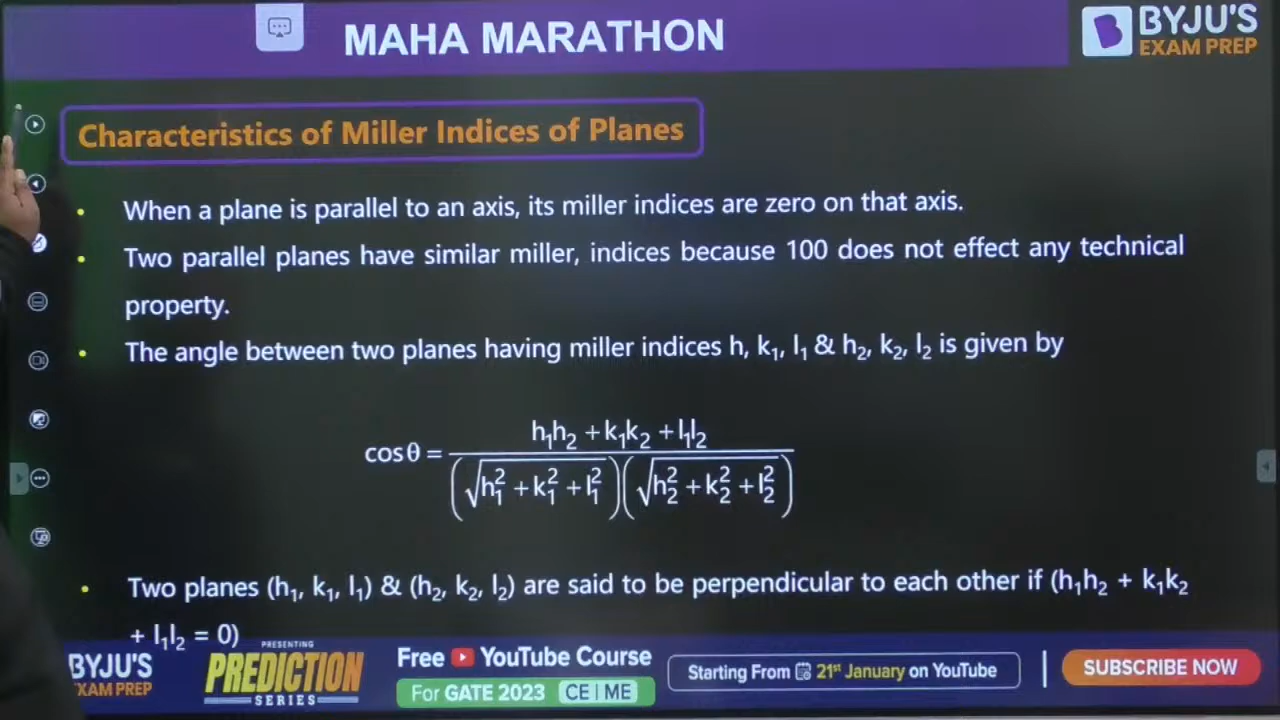 MAHA MARATHON
BYJU'S
EXAM PREP
Characteristics of Miller Indices of Planes
• When a plane is parallel to an axis, its miller indices are zero on that axis.
• Two parallel planes have similar miller, indices because 100 does not effect any technical
property.
• The angle between two planes having miller indices h, k₁, l₁ & h₂, k₂, l₂ is given by
cosθ = (h₁h₂ + k₁k₂ + l₁l₂) / (√(h₁² + k₁² + l₁²))(√(h₂² + k₂² + l₂²))
• Two planes (h₁, k₁, l₁) & (h₂, k₂, l₂) are said to be perpendicular to each other if (h₁h₂ + k₁k₂
+ l₁l₂ = 0)
BYJU'S
EXAM PREP
PRESENTING
PREDICTION
SERIES
Free YouTube Course
For GATE 2023 CE | ME
Starting From 21st January on YouTube
SUBSCRIBE NOW